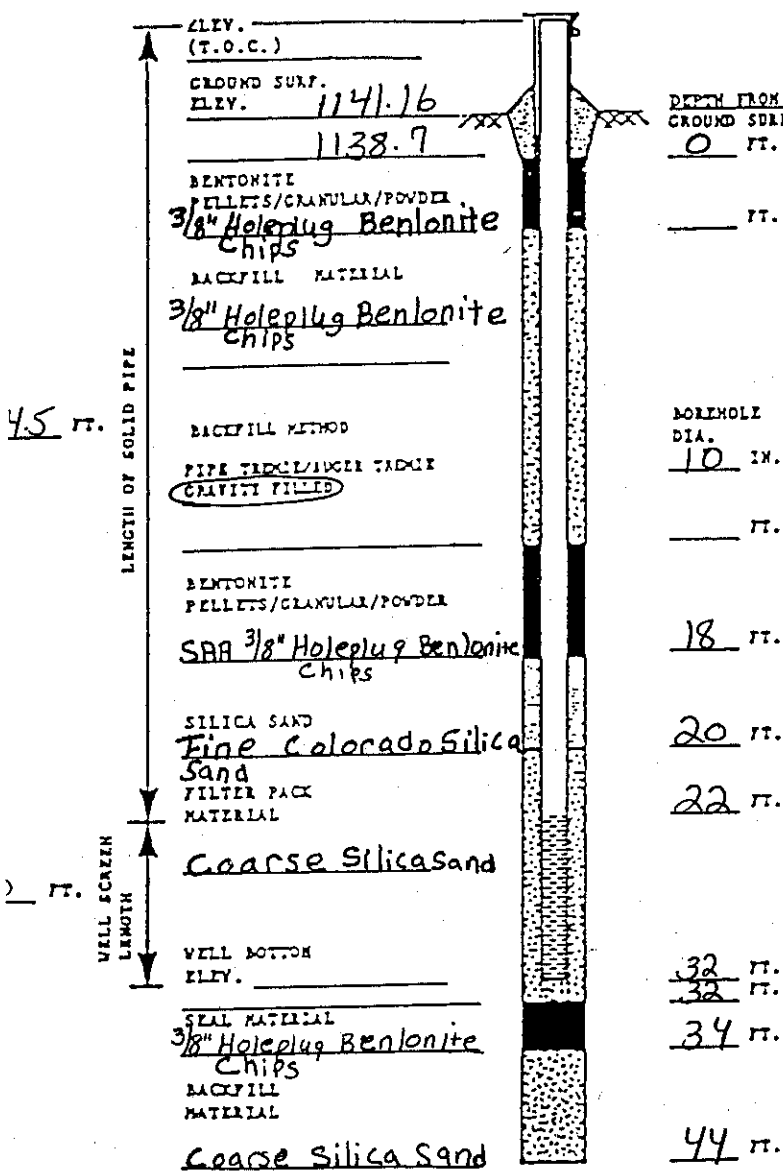 ELEV.
(T.O.C.)
GROUND SURF.
ELEV. 1141.16
1138.7
DEPTH FROM
GROUND SURF
0 FT.
BENTONITE
PELLETS/GRANULAR/POWDER
3/8" Holeplug Benlonite
Chips
FT.
BACKFILL MATERIAL
3/8" Holeplug Benlonite
Chips
LENGTH OF SOLID PIPE
4.5 FT.
BACKFILL METHOD
BOREHOLE
DIA.
10 IN.
PIPE TREMIE/AUGER TREMIE
GRAVITY FILLED
FT.
BENTONITE
PELLETS/GRANULAR/POWDER
SAA 3/8" Holeplug Benlonite
Chips
18 FT.
SILICA SAND
Fine Colorado Silica
Sand
20 FT.
FILTER PACK
MATERIAL
22 FT.
Coarse Silica Sand
FT.
WELL SCREEN
LENGTH
WELL BOTTOM
ELEV.
32 FT.
32 FT.
SEAL MATERIAL
3/8" Holeplug Benlonite
Chips
34 FT.
BACKFILL
MATERIAL
Coarse Silica Sand
44 FT.